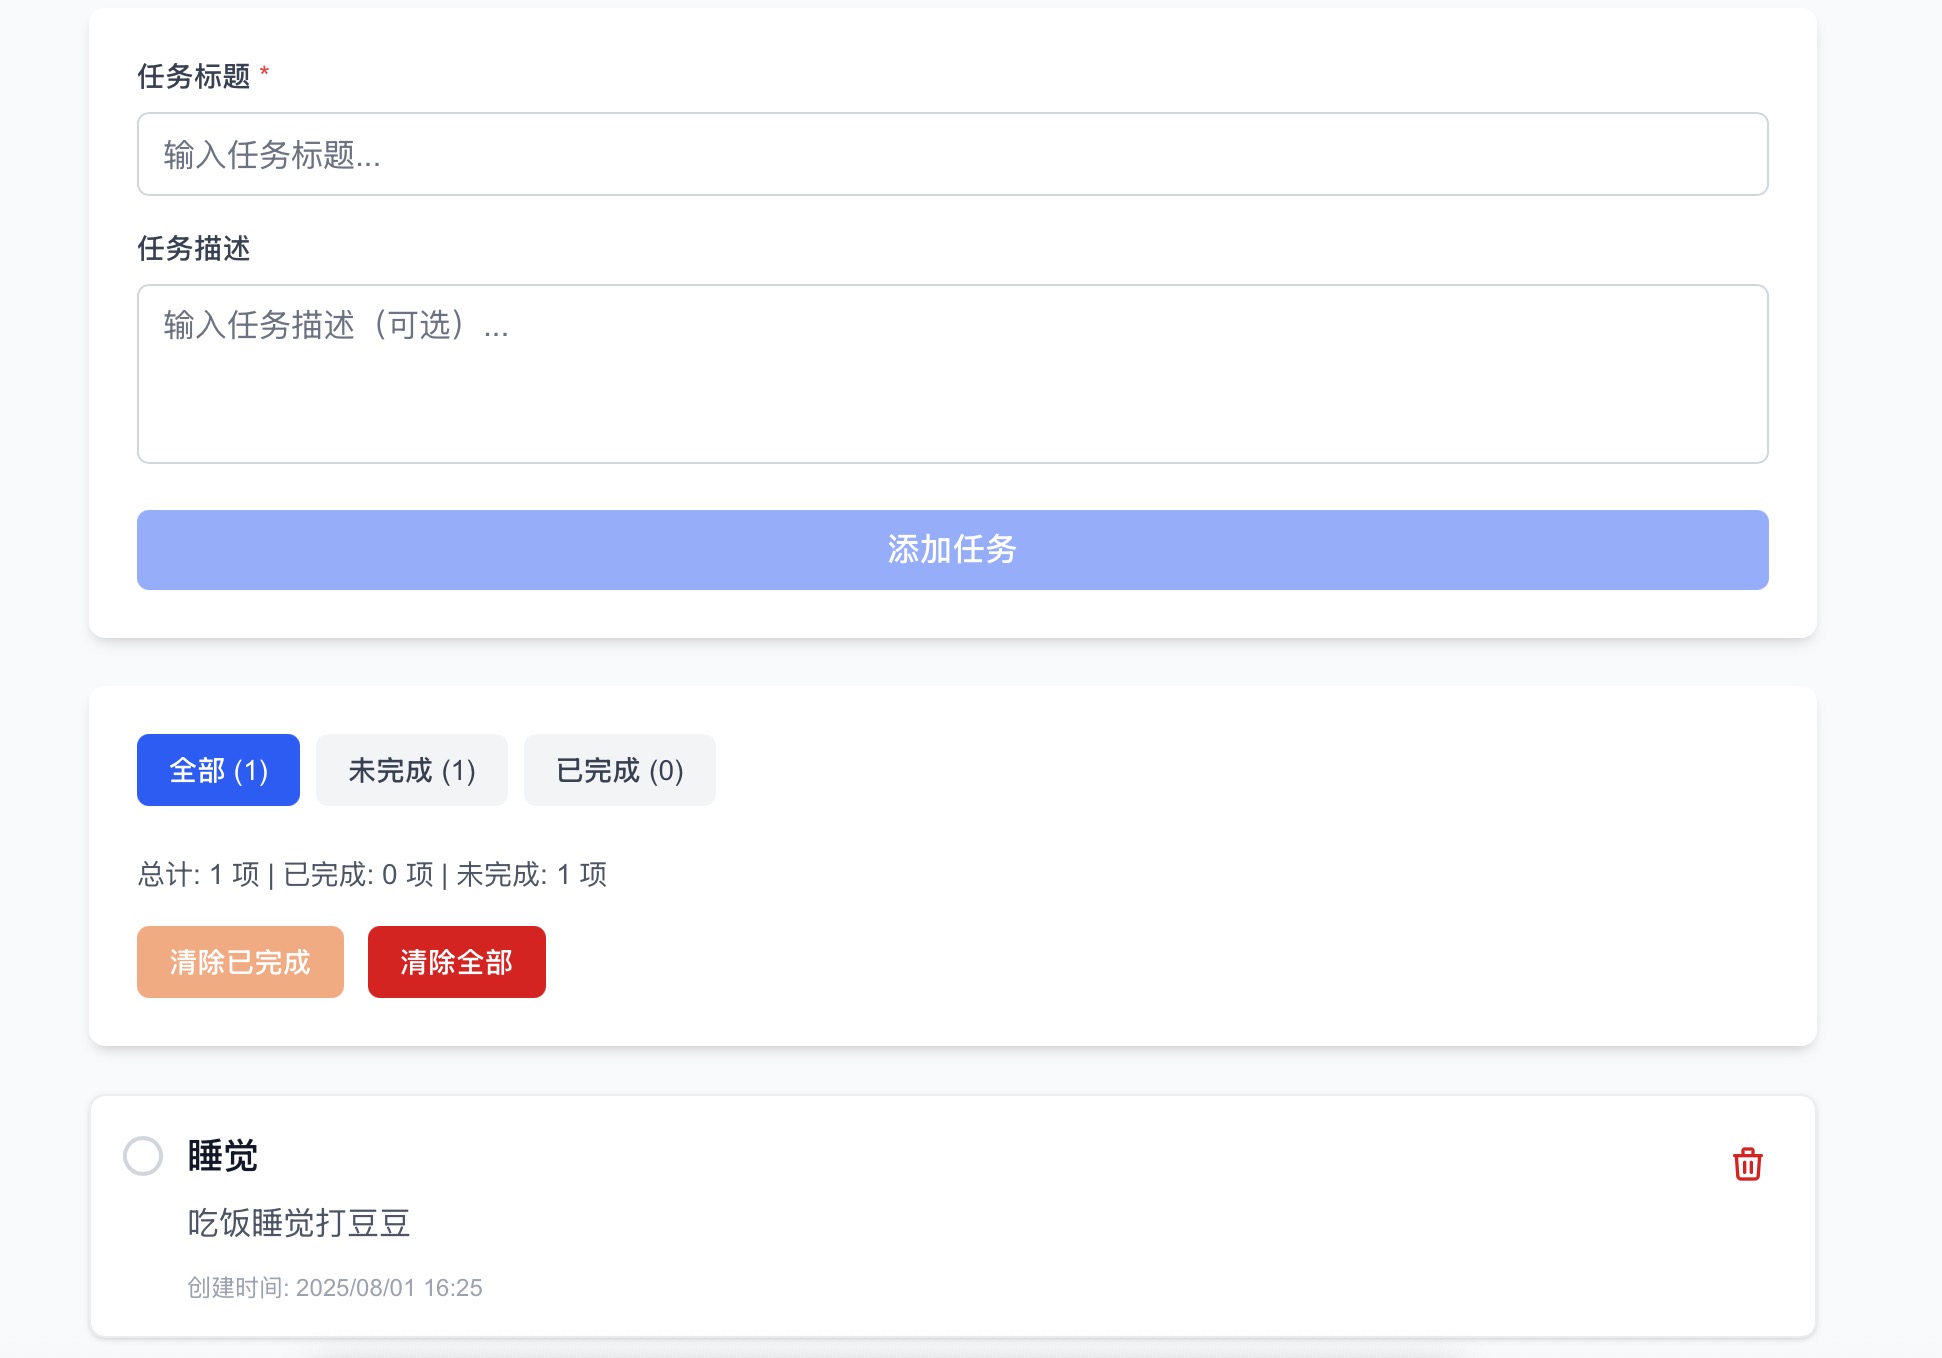 任务标题 *
输入任务标题...
任务描述
输入任务描述（可选）...
添加任务
全部 (1) 未完成 (1) 已完成 (0)
总计: 1 项 | 已完成: 0 项 | 未完成: 1 项
清除已完成 清除全部
睡觉
吃饭睡觉打豆豆
创建时间: 2025/08/01 16:25